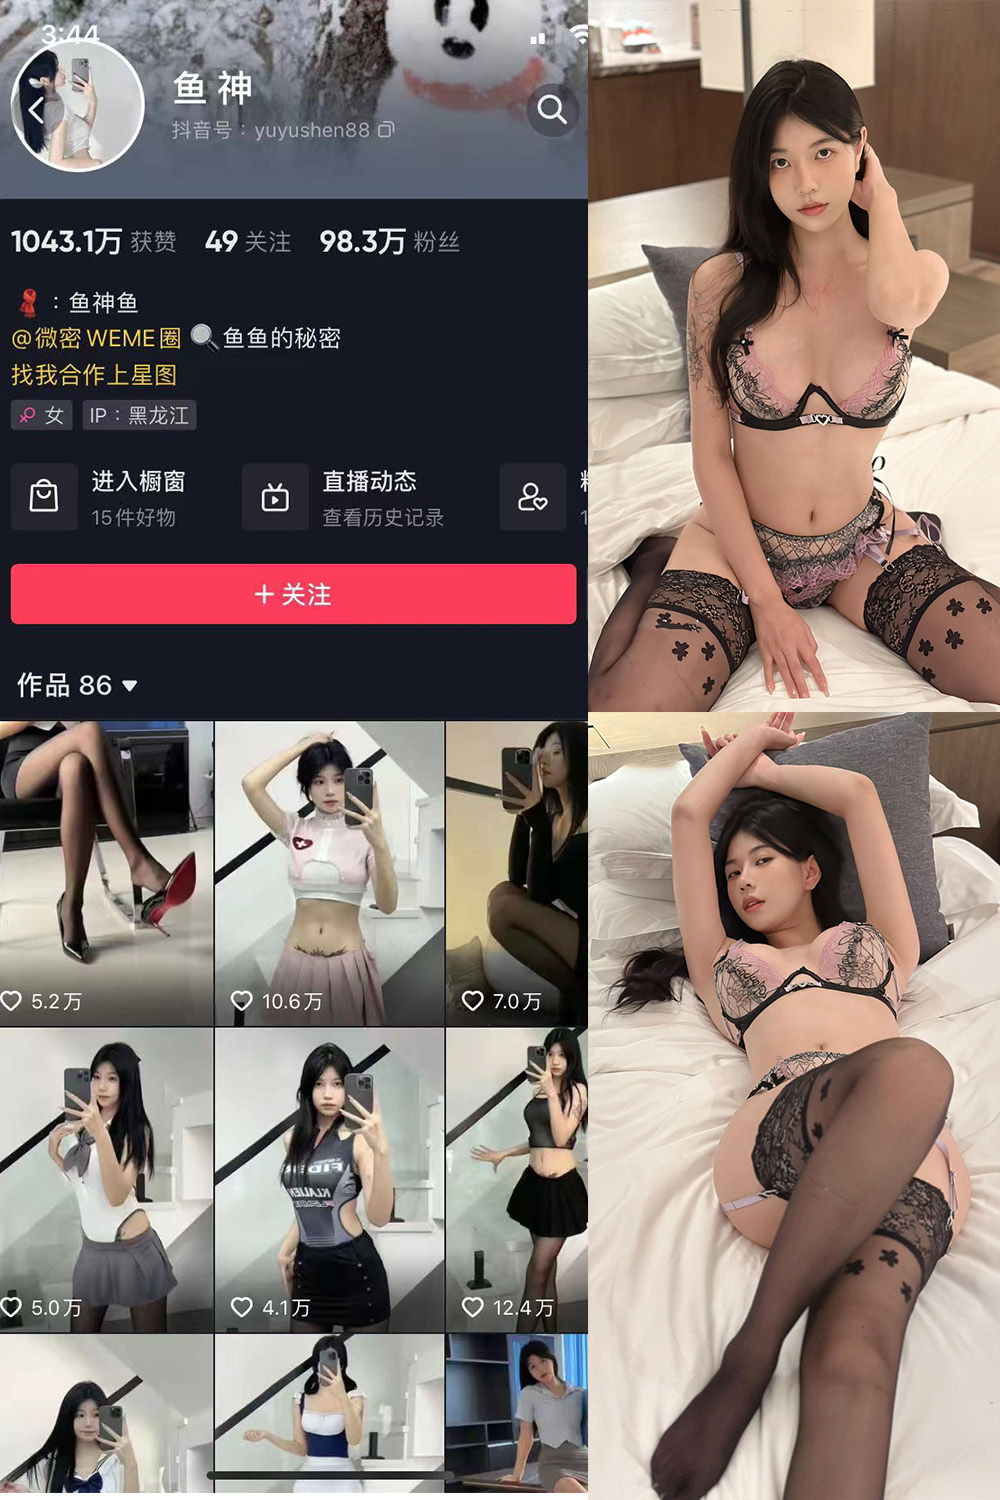 3:44
鱼 神
抖音号：yuyushen88
1043.1万 获赞 49 关注 98.3万 粉丝
：鱼神鱼
@微密 WEME圈 鱼鱼的秘密
找我合作上星图
女 IP：黑龙江
进入橱窗
15件好物
直播动态
查看历史记录
+ 关注
作品 86
5.2万
10.6万
7.0万
5.0万
4.1万
12.4万